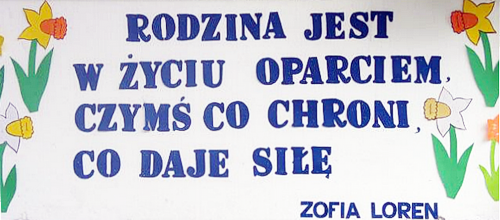 RODZINA JEST
W ŻYCIU OPARCIEM,
CZYMŚ CO CHRONI,
CO DAJE SIŁĘ
ZOFIA LOREN